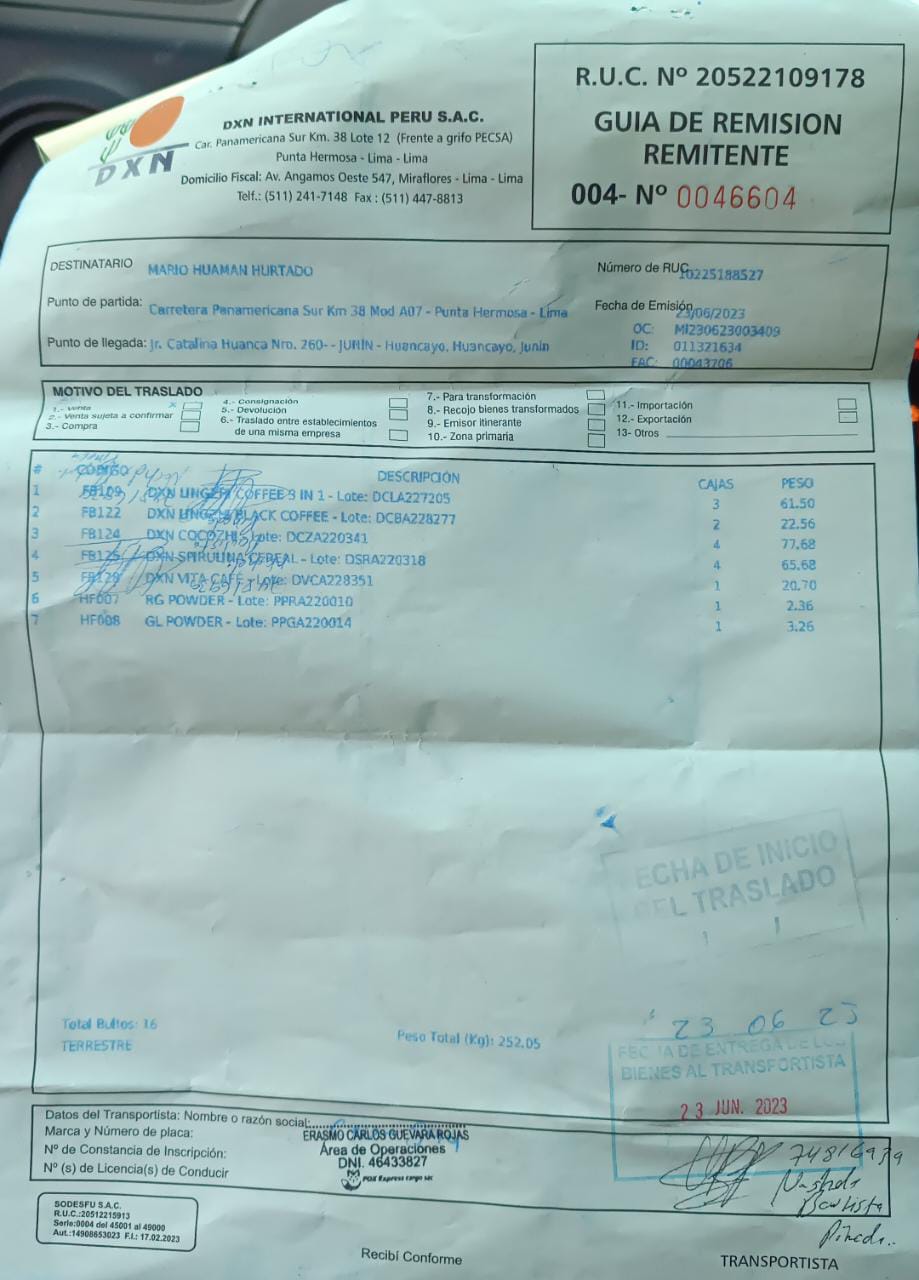 R.U.C. Nº 20522109178
GUIA DE REMISION
REMITENTE
004- Nº 0046604
DXN
DXN INTERNATIONAL PERU S.A.C.
Car. Panamericana Sur Km. 38 Lote 12 (Frente a grifo PECSA)
Punta Hermosa - Lima - Lima
Domicilio Fiscal: Av. Angamos Oeste 547, Miraflores - Lima - Lima
Telf.: (511) 241-7148 Fax : (511) 447-8813
DESTINATARIO MARIO HUAMAN HURTADO Número de RUC 10225188527
Punto de partida: Carretera Panamericana Sur Km 38 Mod A07 - Punta Hermosa - Lima Fecha de Emisión 23/06/2023
OC: MI230623003409
Punto de llegada: Jr. Catalina Huanca Nro. 260-- JUNÍN - Huancayo, Huancayo, Junin ID: 011321634
FAC: 00043706
MOTIVO DEL TRASLADO
1.- Venta x
2.- Venta sujeta a confirmar
3.- Compra
4.- Consignación
5.- Devolución
6.- Traslado entre establecimientos
de una misma empresa
7.- Para transformación
8.- Recojo bienes transformados
9.- Emisor itinerante
10.- Zona primaria
11.- Importación
12.- Exportación
13- Otros
# CODIGO DESCRIPCIÓN CAJAS PESO
1 FB109 DXN LINGZHI COFFEE 3 IN 1 - Lote: DCLA227205 3 61.50
2 FB122 DXN LINGZHI BLACK COFFEE - Lote: DCBA228277 2 22.56
3 FB124 DXN COCOZHI - Lote: DCZA220341 4 77.68
4 FB125 DXN SPIRULINA CEREAL - Lote: DSRA220318 4 65.68
5 FB129 DXN VITA CAFE - Lote: DVCA228351 1 20.70
6 HF007 RG POWDER - Lote: PPRA220010 1 2.36
7 HF008 GL POWDER - Lote: PPGA220014 1 3.26
FECHA DE INICIO
DEL TRASLADO
Total Bultos: 16
TERRESTRE
Peso Total (Kg): 252.05
23 06 23
FECHA DE ENTREGA DE LOS
BIENES AL TRANSPORTISTA
23 JUN. 2023
Datos del Transportista: Nombre o razón social:
Marca y Número de placa:
Nº de Constancia de Inscripción:
Nº (s) de Licencia(s) de Conducir
ERASMO CARLOS GUEVARA ROJAS
Área de Operaciones
DNI. 46433827
FOX Express Cargo
Bautista
Pineda
SODESFU S.A.C.
R.U.C.:20512215913
Serie:0004 del 45001 al 49000
Aut.:14908653023 F.I.: 17.02.2023
Recibí Conforme
TRANSPORTISTA